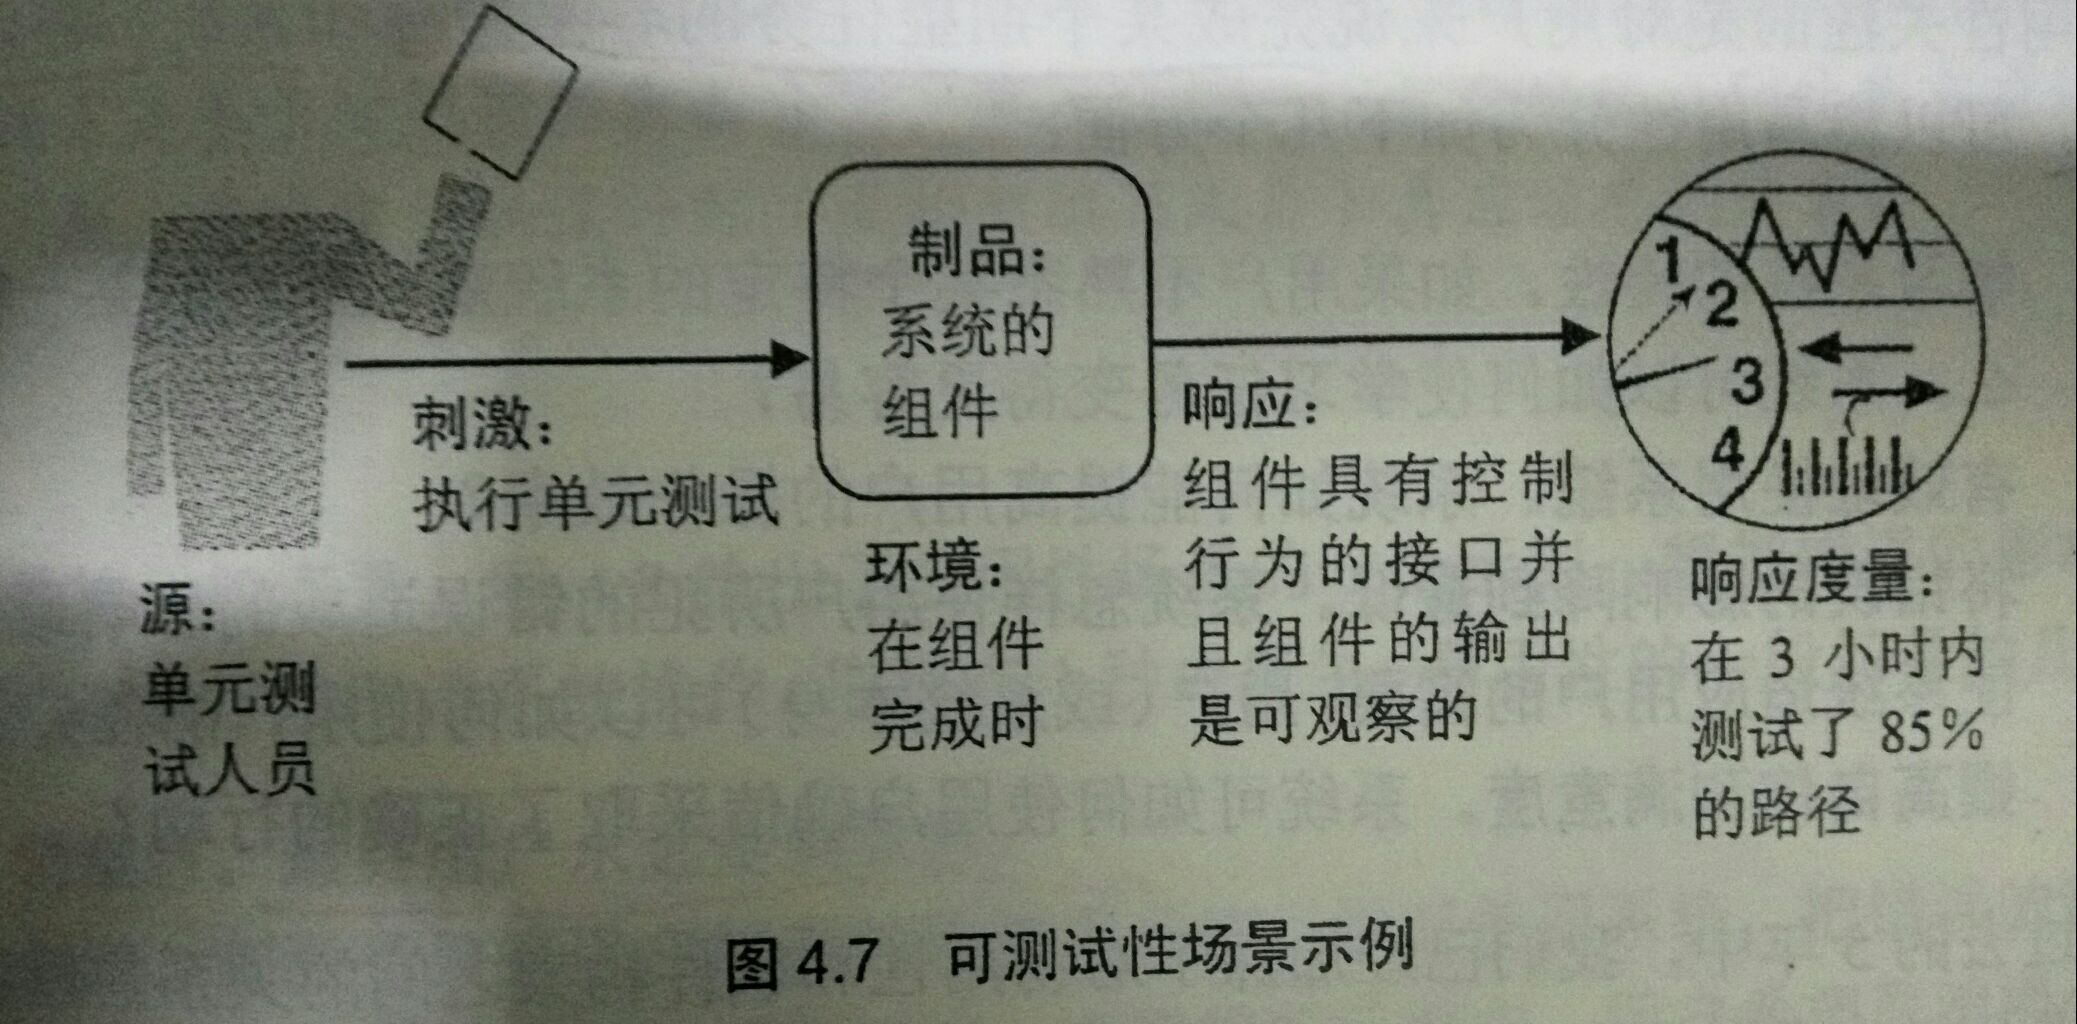 制品：
系统的
组件
1
2
3
4
刺激：
执行单元测试
响应：
组件具有控制
行为的接口并
且组件的输出
是可观察的
环境：
在组件
完成时
源：
单元测
试人员
响应度量：
在 3 小时内
测试了 85%
的路径
图 4.7 可测试性场景示例